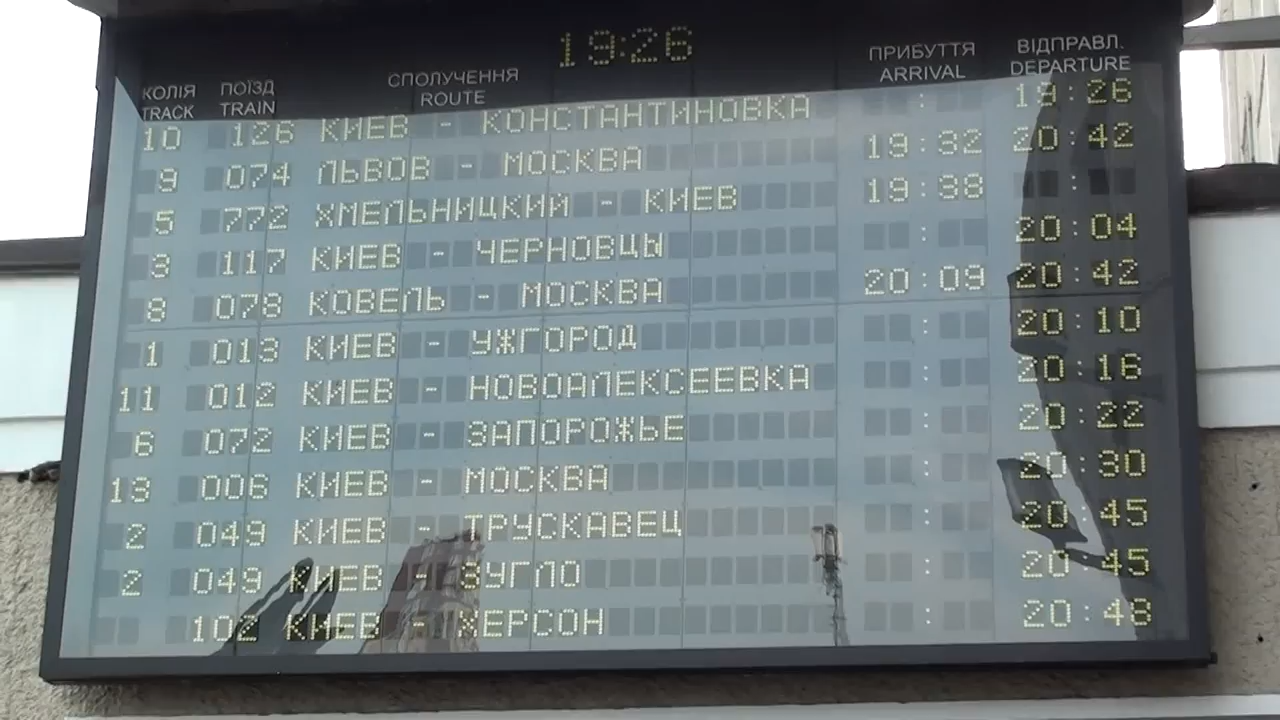 19:26
КОЛІЯ ПОЇЗД СПОЛУЧЕННЯ ПРИБУТТЯ ВІДПРАВЛ.
TRACK TRAIN ROUTE ARRIVAL DEPARTURE
10 126 КИЕВ - КОНСТАНТИНОВКА : 19:26
9 074 ЛЬВОВ - МОСКВА 19:32 20:42
5 772 ХМЕЛЬНИЦКИЙ - КИЕВ 19:38 :
3 117 КИЕВ - ЧЕРНОВЦЫ : 20:04
8 078 КОВЕЛЬ - МОСКВА 20:09 20:42
1 013 КИЕВ - УЖГОРОД : 20:10
11 012 КИЕВ - НОВОАЛЕКСЕЕВКА : 20:16
6 072 КИЕВ - ЗАПОРОЖЬЕ : 20:22
13 006 КИЕВ - МОСКВА : 20:30
2 049 КИЕВ - ТРУСКАВЕЦ : 20:45
2 049 КИЕВ - ЗУГЛО : 20:45
102 КИЕВ - ХЕРСОН : 20:48